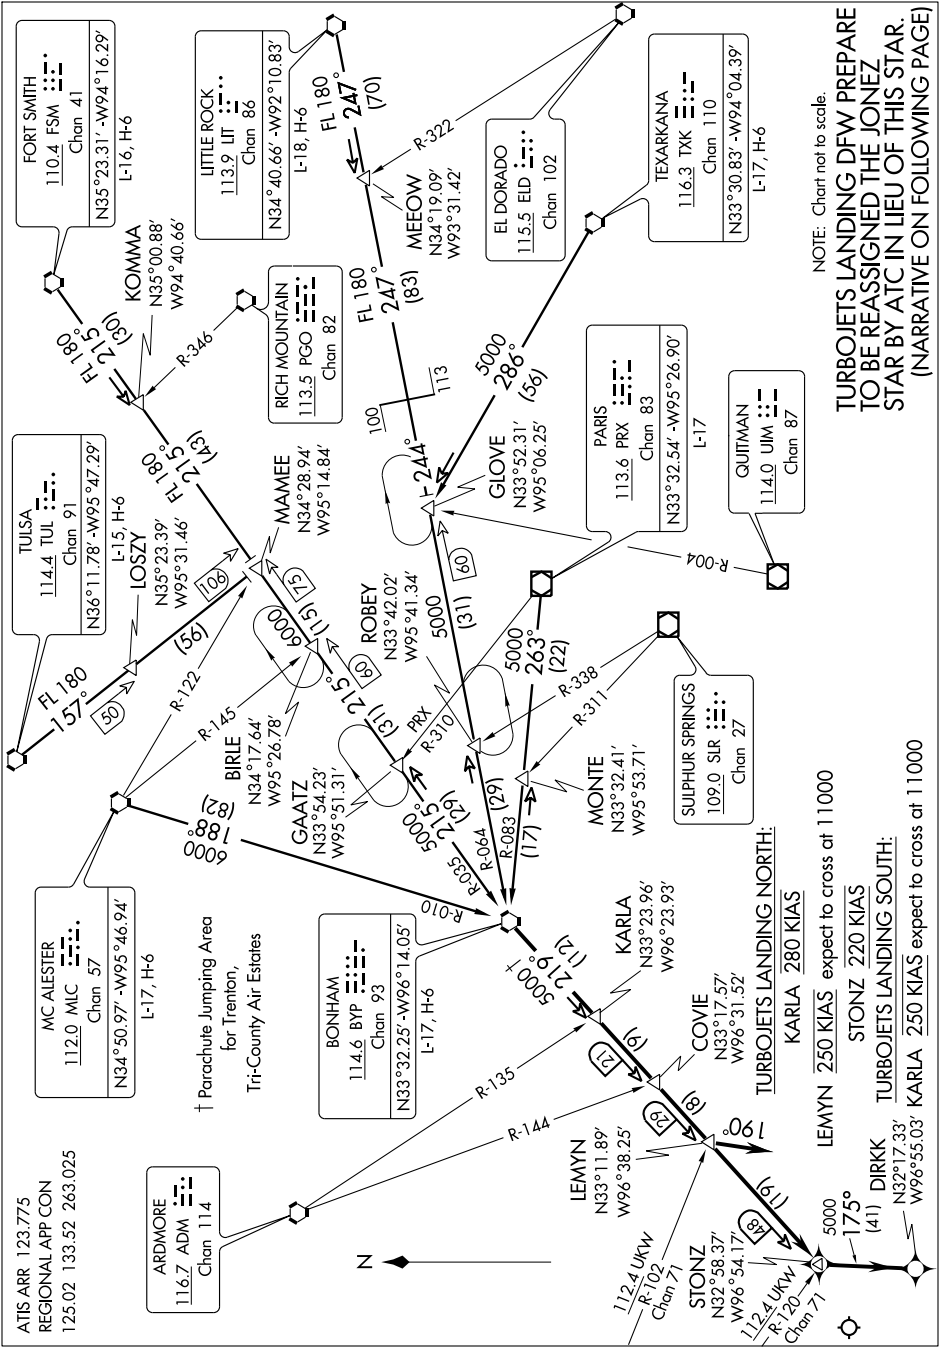 ATIS ARR 123.775
REGIONAL APP CON
125.02 133.52 263.025
ARDMORE
116.7 ADM
Chan 114
MC ALESTER
112.0 MLC
Chan 57
N34°50.97' -W95°46.94'
L-17, H-6
† Parachute Jumping Area
for Trenton,
Tri-County Air Estates
BONHAM
114.6 BYP
Chan 93
N33°32.25' -W96°14.05'
L-17, H-6
TULSA
114.4 TUL
Chan 91
N36°11.78' -W95°47.29'
L-15, H-6
LOSZY
N35°23.39'
W95°31.46'
FORT SMITH
110.4 FSM
Chan 41
N35°23.31' -W94°16.29'
L-16, H-6
KOMMA
N35°00.88'
W94°40.66'
LITTLE ROCK
113.9 LIT
Chan 86
N34°40.66' -W92°10.83'
L-18, H-6
RICH MOUNTAIN
113.5 PGO
Chan 82
MAMEE
N34°28.94'
W95°14.84'
MEEOW
N34°19.09'
W93°31.42'
EL DORADO
115.5 ELD
Chan 102
TEXARKANA
116.3 TXK
Chan 110
N33°30.83' -W94°04.39'
L-17, H-6
GLOVE
N33°52.31'
W95°06.25'
PARIS
113.6 PRX
Chan 83
N33°32.54' -W95°26.90'
L-17
QUITMAN
114.0 UIM
Chan 87
ROBEY
N33°42.02'
W95°41.34'
BIRLE
N34°17.64'
W95°26.78'
GAATZ
N33°54.23'
W95°51.31'
MONTE
N33°32.41'
W95°53.71'
SULPHUR SPRINGS
109.0 SLR
Chan 27
KARLA
N33°23.96'
W96°23.93'
COVIE
N33°17.57'
W96°31.52'
LEMYN
N33°11.89'
W96°38.25'
STONZ
N32°58.37'
W96°54.17'
DIRKK
N32°17.33'
W96°55.03'
FL 180
157°
50
(56)
106
FL 180
215°
(30)
R-346
FL 180
215°
(43)
R-122
R-145
6000
188°
(82)
R-010
75
6000
(15)
60
215°
(31)
PRX
R-310
5000
215°
(29)
R-035
FL 180
247°
(70)
R-322
FL 180
247°
(83)
100
113
244°
5000
286°
(56)
60
5000
(31)
R-004
R-064
(29)
5000
263°
(22)
R-338
R-311
R-083
(17)
5000 †
219°
(12)
R-135
R-144
(9)
21
(8)
29
190°
(19)
48
112.4 UKW
R-102
Chan 71
112.4 UKW
R-120
Chan 71
5000
175°
(41)
N
TURBOJETS LANDING NORTH:
KARLA 280 KIAS
LEMYN 250 KIAS expect to cross at 11000
STONZ 220 KIAS
TURBOJETS LANDING SOUTH:
KARLA 250 KIAS expect to cross at 11000
NOTE: Chart not to scale.
TURBOJETS LANDING DFW PREPARE
TO BE REASSIGNED THE JONEZ
STAR BY ATC IN LIEU OF THIS STAR.
(NARRATIVE ON FOLLOWING PAGE)